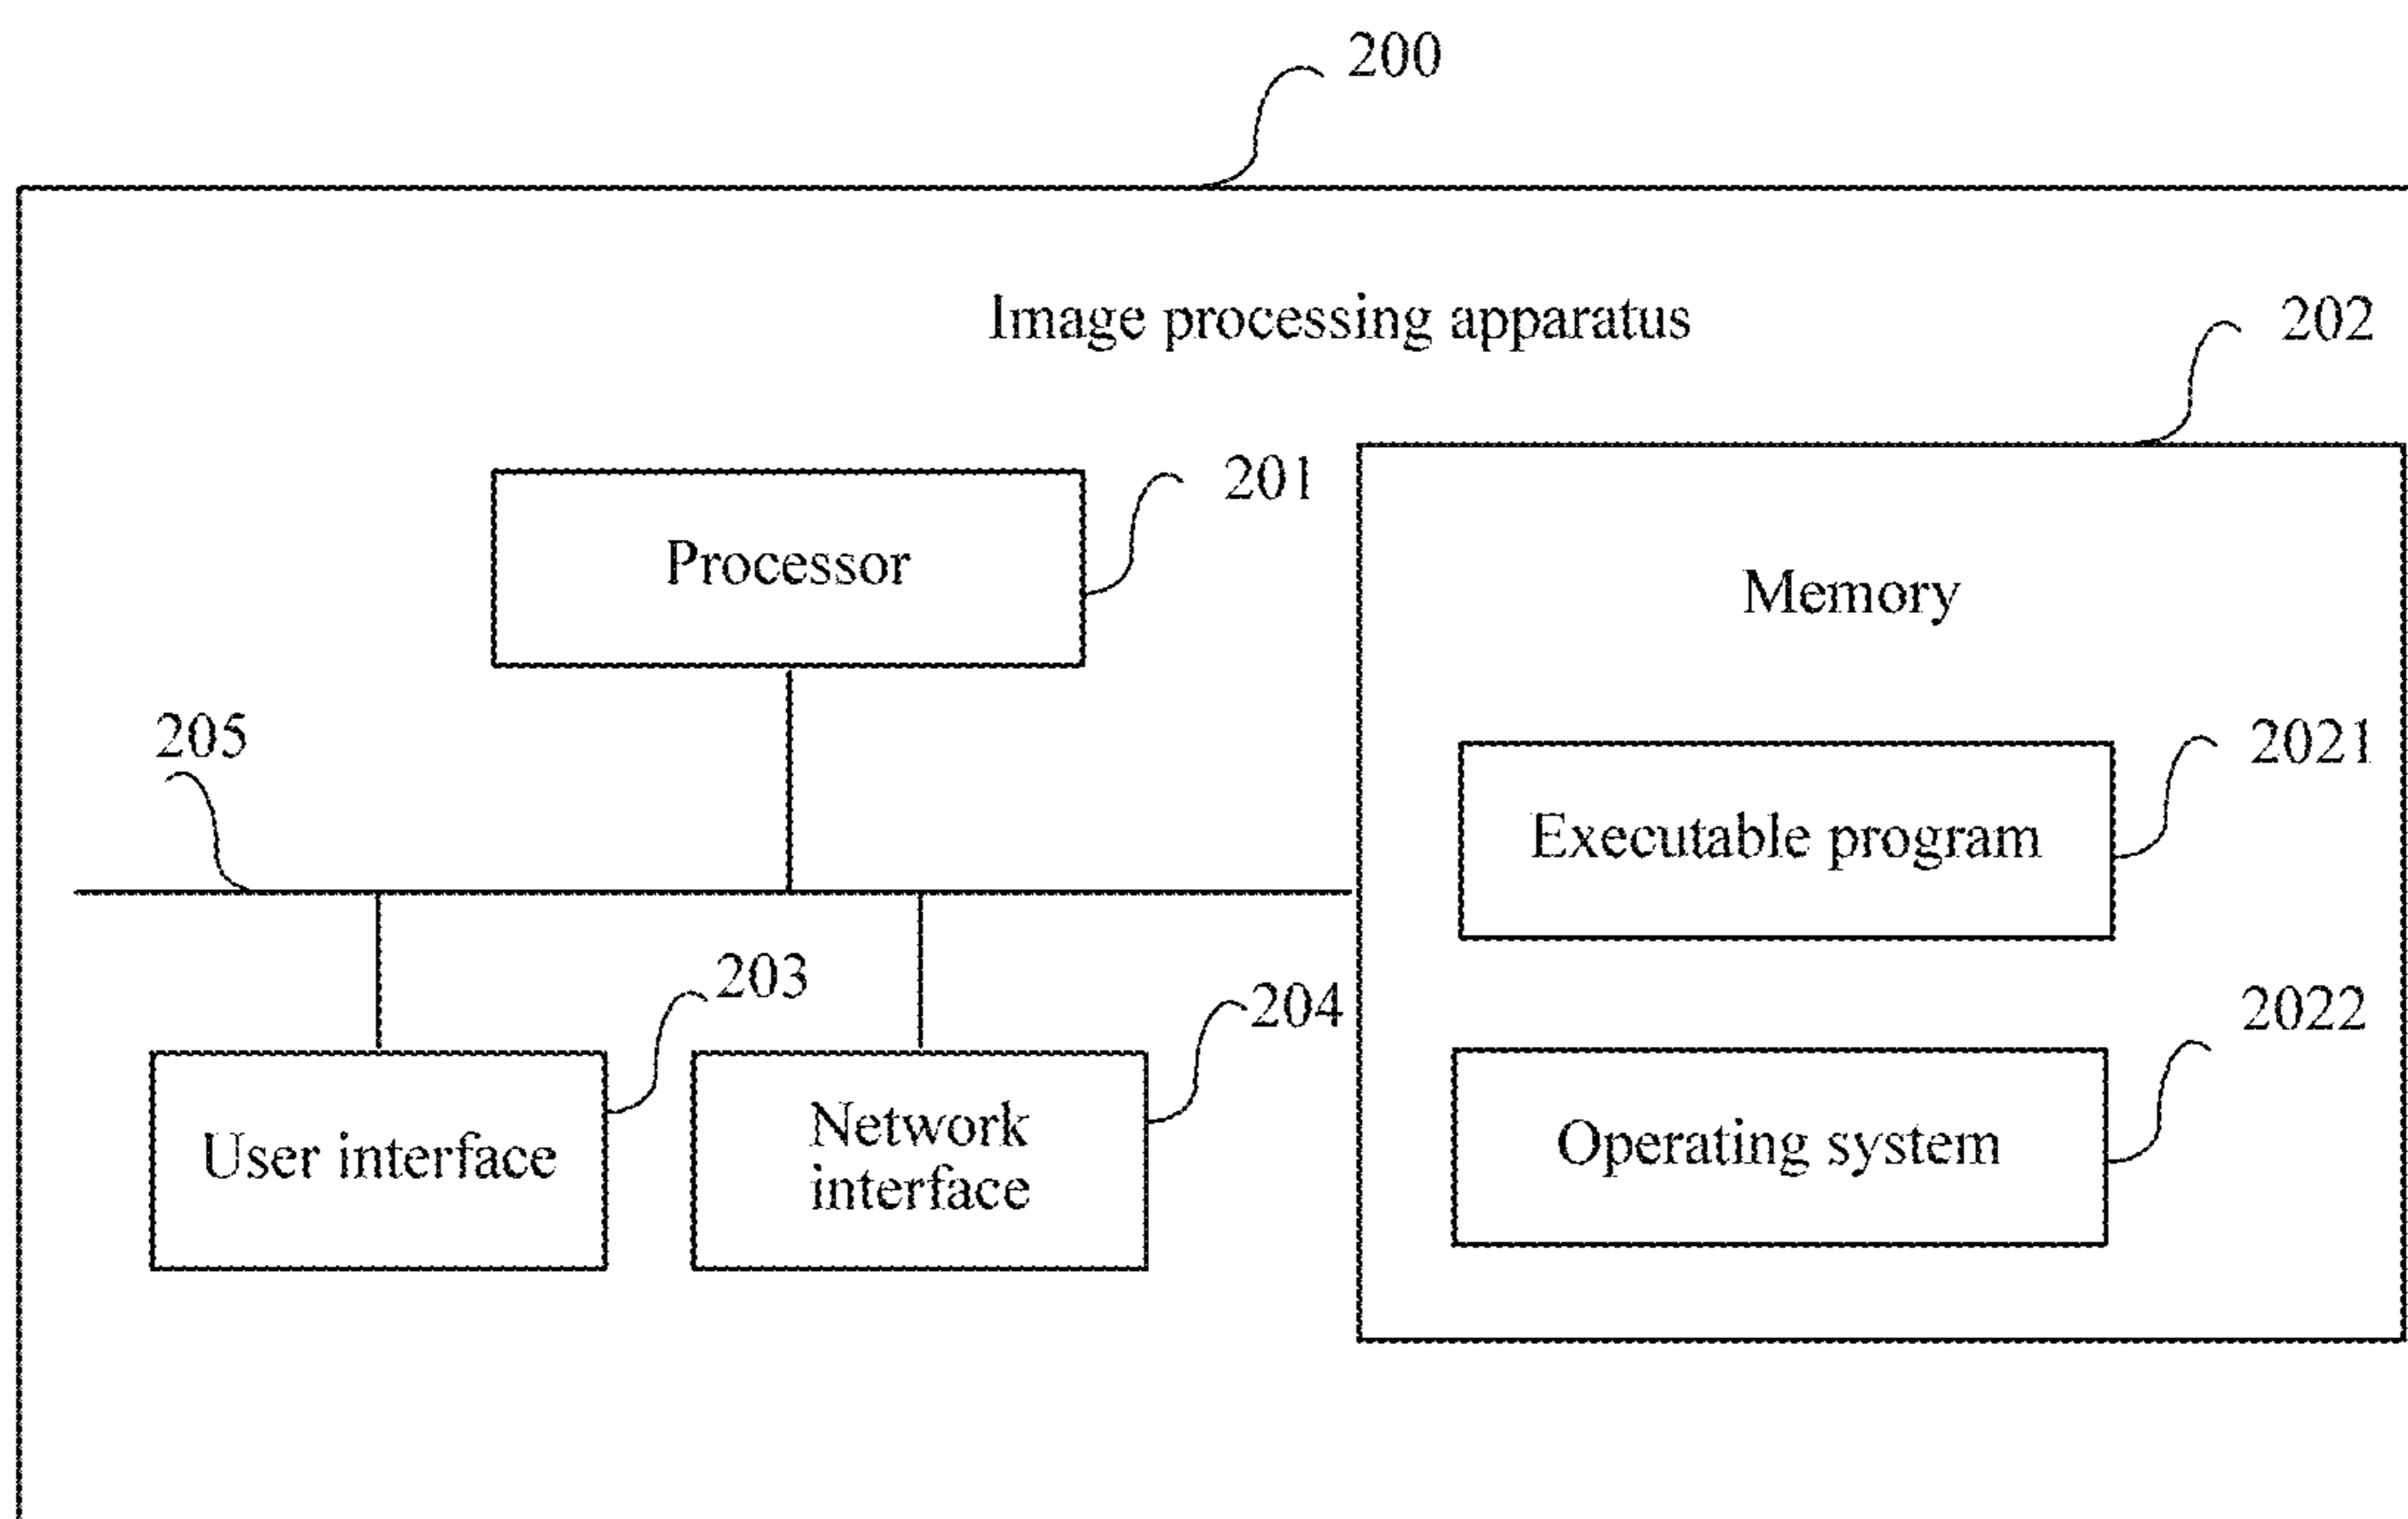 200
Image processing apparatus
202
201
Processor
Memory
205
2021
Executable program
203
204
2022
User interface
Network
interface
Operating system